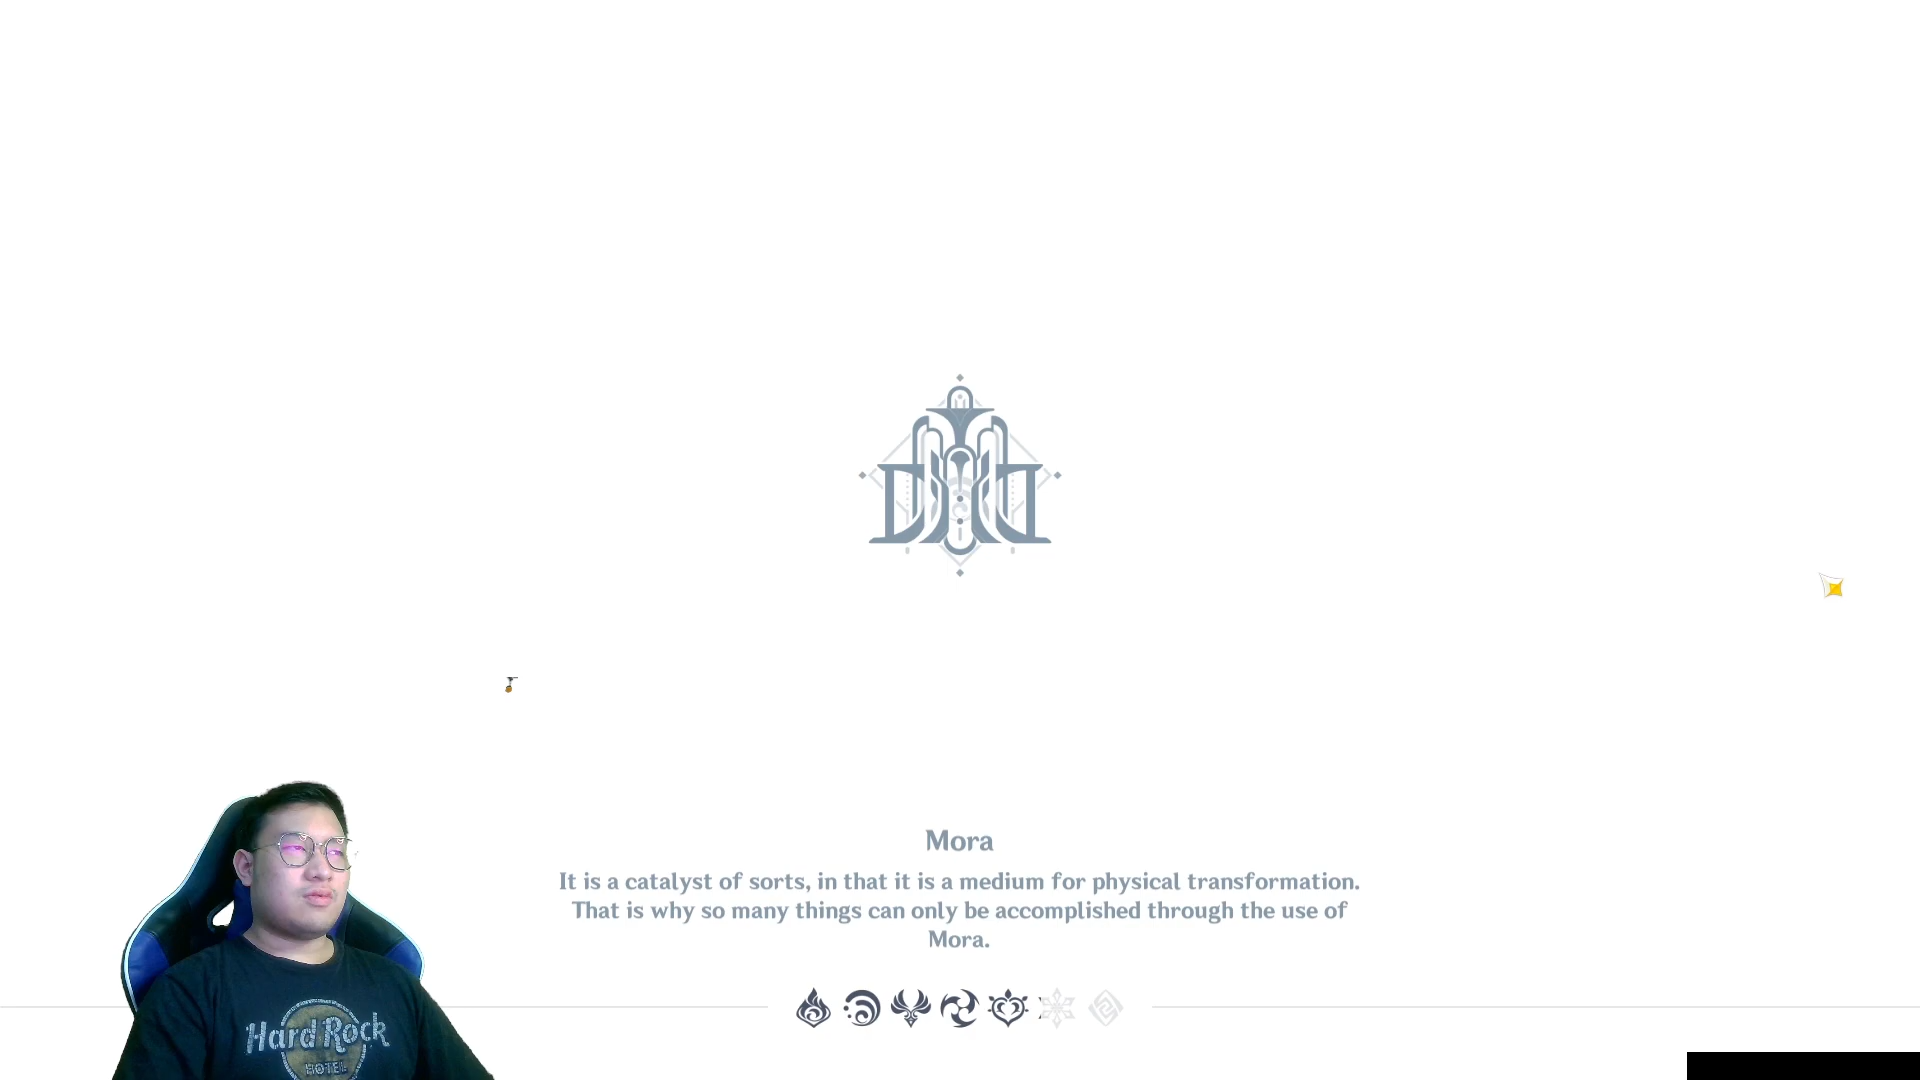 Mora
It is a catalyst of sorts, in that it is a medium for physical transformation.
That is why so many things can only be accomplished through the use of
Mora.
Hard Rock
HOTEL